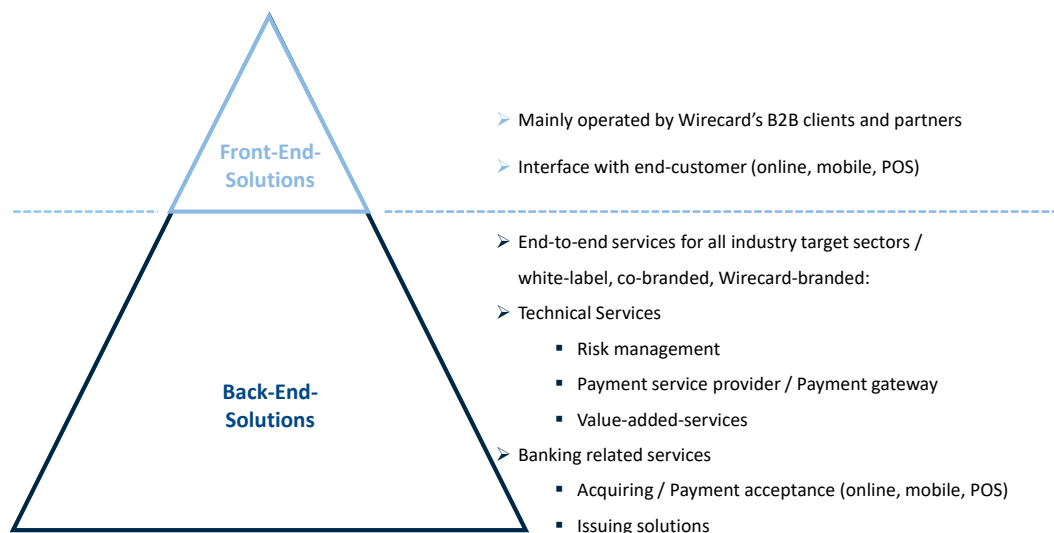 Front-End-
Solutions
➢ Mainly operated by Wirecard’s B2B clients and partners
➢ Interface with end-customer (online, mobile, POS)
Back-End-
Solutions
➢ End-to-end services for all industry target sectors /
white-label, co-branded, Wirecard-branded:
➢ Technical Services
▪ Risk management
▪ Payment service provider / Payment gateway
▪ Value-added-services
➢ Banking related services
▪ Acquiring / Payment acceptance (online, mobile, POS)
▪ Issuing solutions